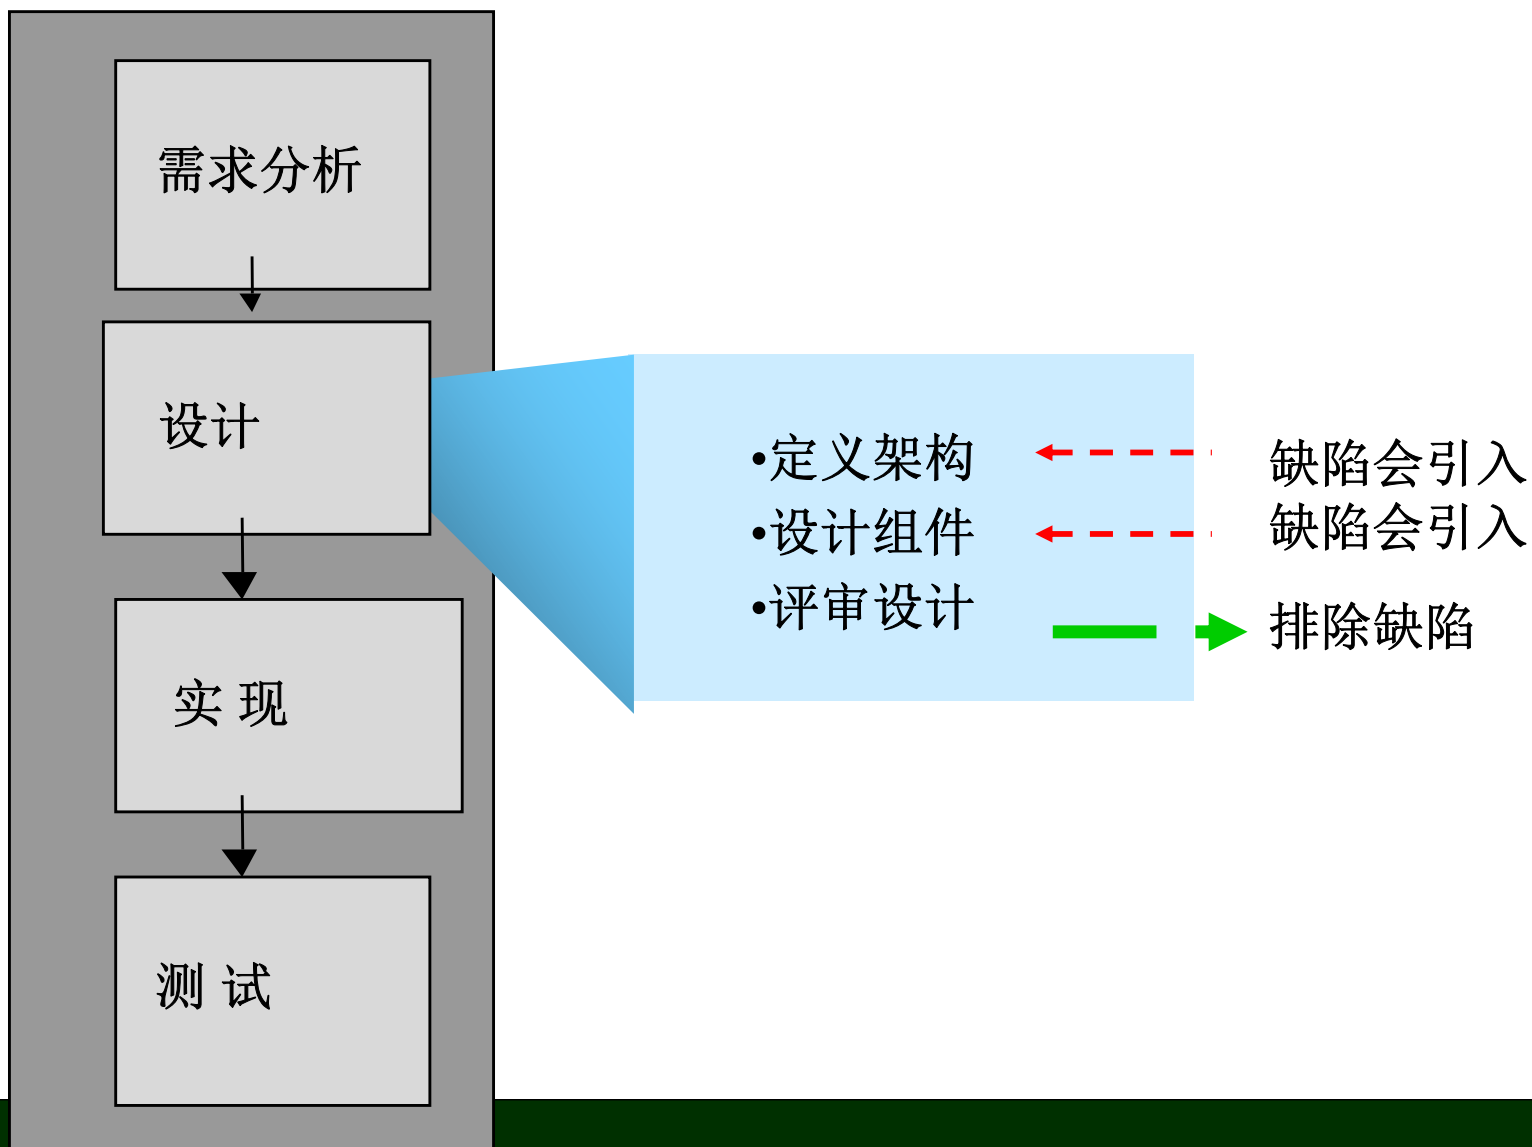 需求分析
设计
实 现
测 试
•定义架构
•设计组件
•评审设计
缺陷会引入
缺陷会引入
排除缺陷